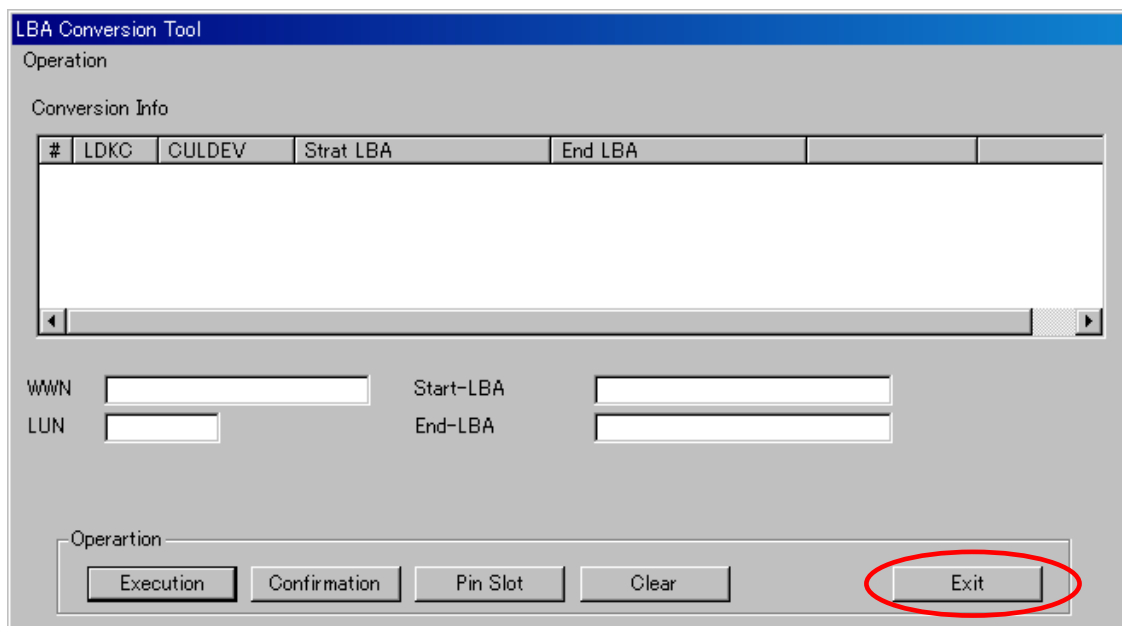 LBA Conversion Tool
Operation
Conversion Info
# LDKC CULDEV Strat LBA End LBA
WWN Start-LBA
LUN End-LBA
Operartion
Execution Confirmation Pin Slot Clear Exit